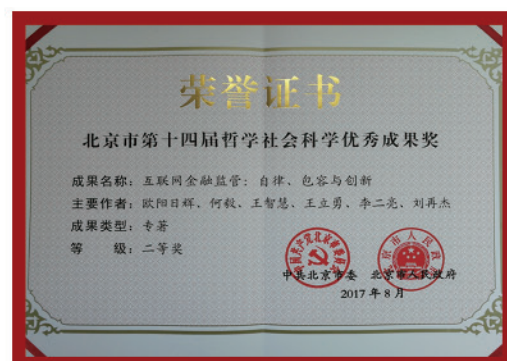 荣誉证书
北京市第十四届哲学社会科学优秀成果奖
成果名称：互联网金融监管：自律、包容与创新
主要作者：欧阳日辉、何毅、王智慧、王立勇、李二亮、刘再杰
成果类型：专著
等 级：二等奖
中共北京市委 北京市人民政府
2017 年 8 月